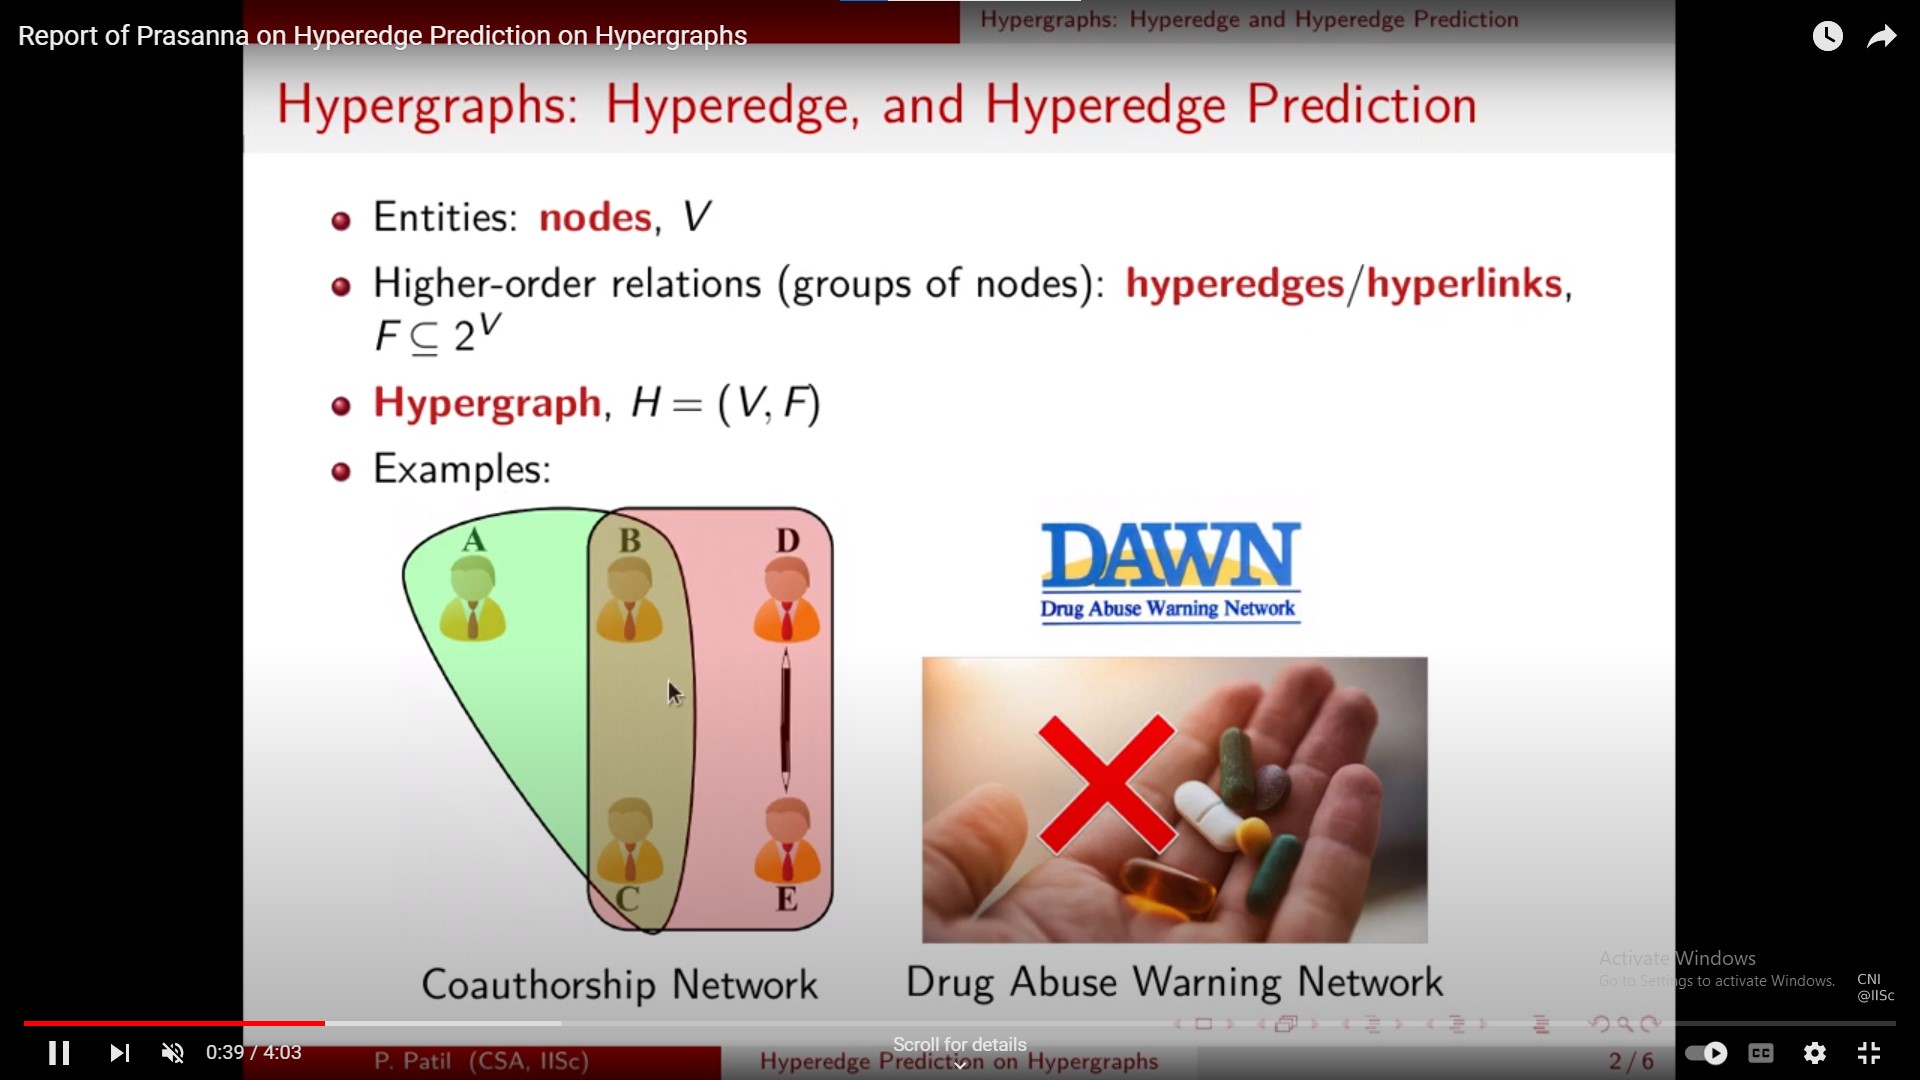 Hypergraphs: Hyperedge and Hyperedge Prediction
Report of Prasanna on Hyperedge Prediction on Hypergraphs
Hypergraphs: Hyperedge, and Hyperedge Prediction
Entities: nodes, V
Higher-order relations (groups of nodes): hyperedges/hyperlinks,
F ⊆ 2^V
Hypergraph, H = (V, F)
Examples:
A B D
C E
DAWN
Drug Abuse Warning Network
Coauthorship Network
Drug Abuse Warning Network
Activate Windows
Go to Settings to activate Windows.
CNI
@IISc
0:39 / 4:03
Scroll for details
CC
P. Patil (CSA, IISc)
Hyperedge Prediction on Hypergraphs
2 / 6